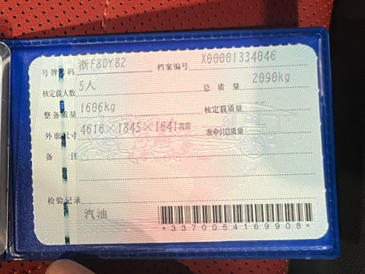 号牌号码 浙F8DY82 档案编号 X00001334046
核定载人数 5人 总质量 2090kg
整备质量 1606kg 核定载质量
外廓尺寸 4616×1845×1641mm 准牵引总质量
备注
检验记录
汽油
*3370054169908*